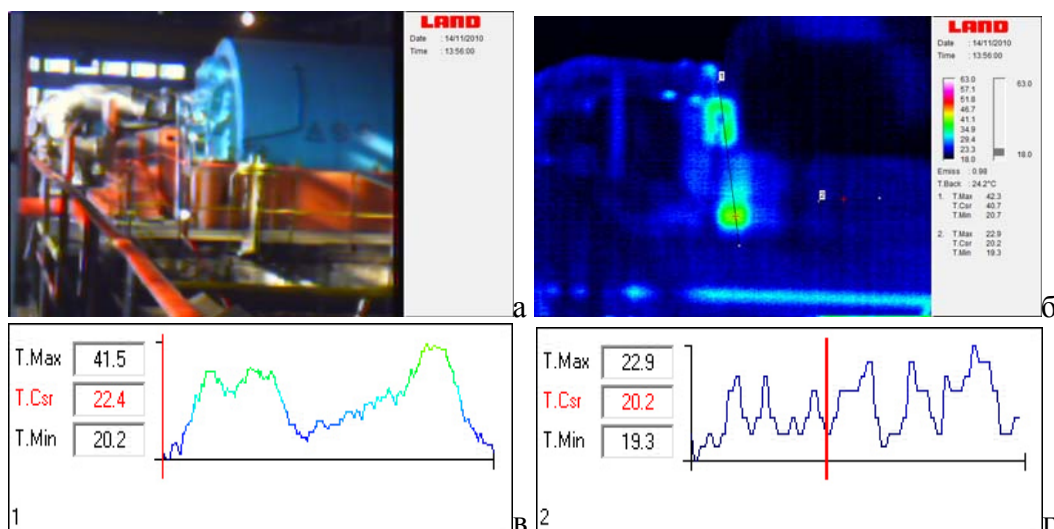 LAND
Date : 14/11/2010
Time : 13:56:00
а
LAND
Date : 14/11/2010
Time : 13:56:00
63.0
57.1
51.8
46.7
41.1
34.9
29.4
23.3
18.0
63.0
18.0
Emiss : 0.98
T.Back : 24.2°C
1. T.Max 42.3
T.Csr 40.7
T.Min 20.7
2. T.Max 22.9
T.Csr 20.2
T.Min 19.3
1
2
б
T.Max 41.5
T.Csr 22.4
T.Min 20.2
1
в
T.Max 22.9
T.Csr 20.2
T.Min 19.3
2
г